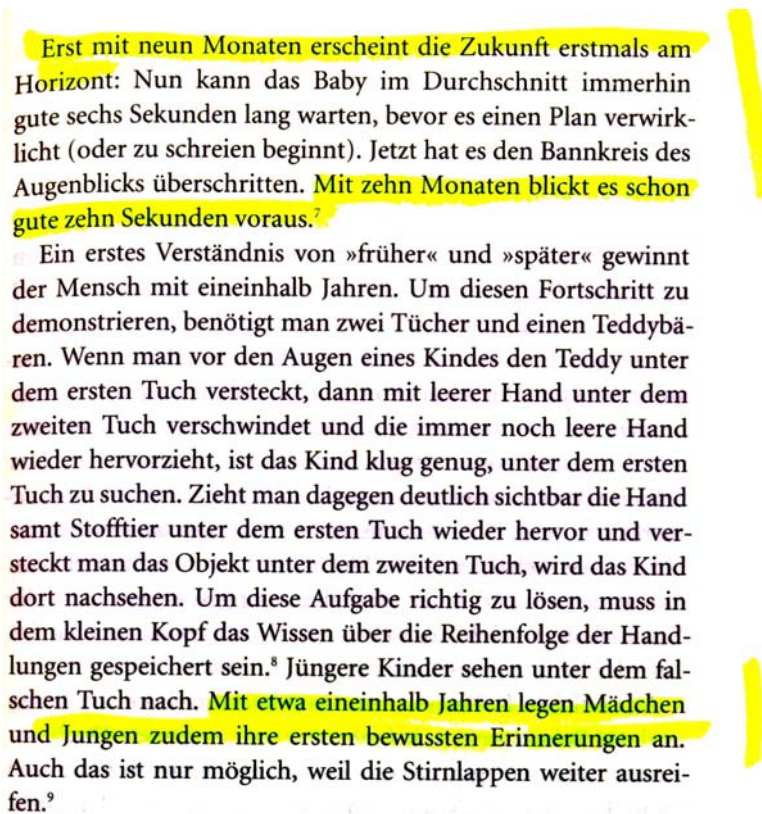 Erst mit neun Monaten erscheint die Zukunft erstmals am
Horizont: Nun kann das Baby im Durchschnitt immerhin
gute sechs Sekunden lang warten, bevor es einen Plan verwirk-
licht (oder zu schreien beginnt). Jetzt hat es den Bannkreis des
Augenblicks überschritten. Mit zehn Monaten blickt es schon
gute zehn Sekunden voraus.⁷
Ein erstes Verständnis von »früher« und »später« gewinnt
der Mensch mit eineinhalb Jahren. Um diesen Fortschritt zu
demonstrieren, benötigt man zwei Tücher und einen Teddybä-
ren. Wenn man vor den Augen eines Kindes den Teddy unter
dem ersten Tuch versteckt, dann mit leerer Hand unter dem
zweiten Tuch verschwindet und die immer noch leere Hand
wieder hervorzieht, ist das Kind klug genug, unter dem ersten
Tuch zu suchen. Zieht man dagegen deutlich sichtbar die Hand
samt Stofftier unter dem ersten Tuch wieder hervor und ver-
steckt man das Objekt unter dem zweiten Tuch, wird das Kind
dort nachsehen. Um diese Aufgabe richtig zu lösen, muss in
dem kleinen Kopf das Wissen über die Reihenfolge der Hand-
lungen gespeichert sein.⁸ Jüngere Kinder sehen unter dem fal-
schen Tuch nach. Mit etwa eineinhalb Jahren legen Mädchen
und Jungen zudem ihre ersten bewussten Erinnerungen an.
Auch das ist nur möglich, weil die Stirnlappen weiter ausrei-
fen.⁹